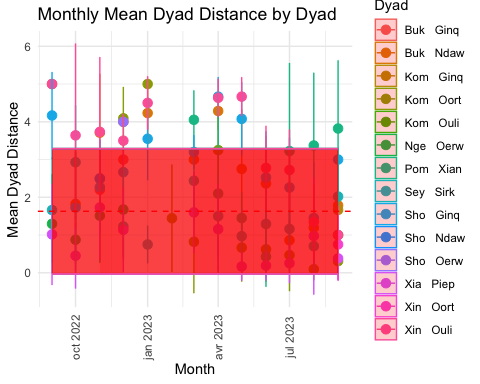 Monthly Mean Dyad Distance by Dyad
Mean Dyad Distance
6
4
2
0
oct 2022
jan 2023
avr 2023
jul 2023
Month
Dyad
Buk Ginq
Buk Ndaw
Kom Ginq
Kom Oort
Kom Ouli
Nge Oerw
Pom Xian
Sey Sirk
Sho Ginq
Sho Ndaw
Sho Oerw
Xia Piep
Xin Oort
Xin Ouli